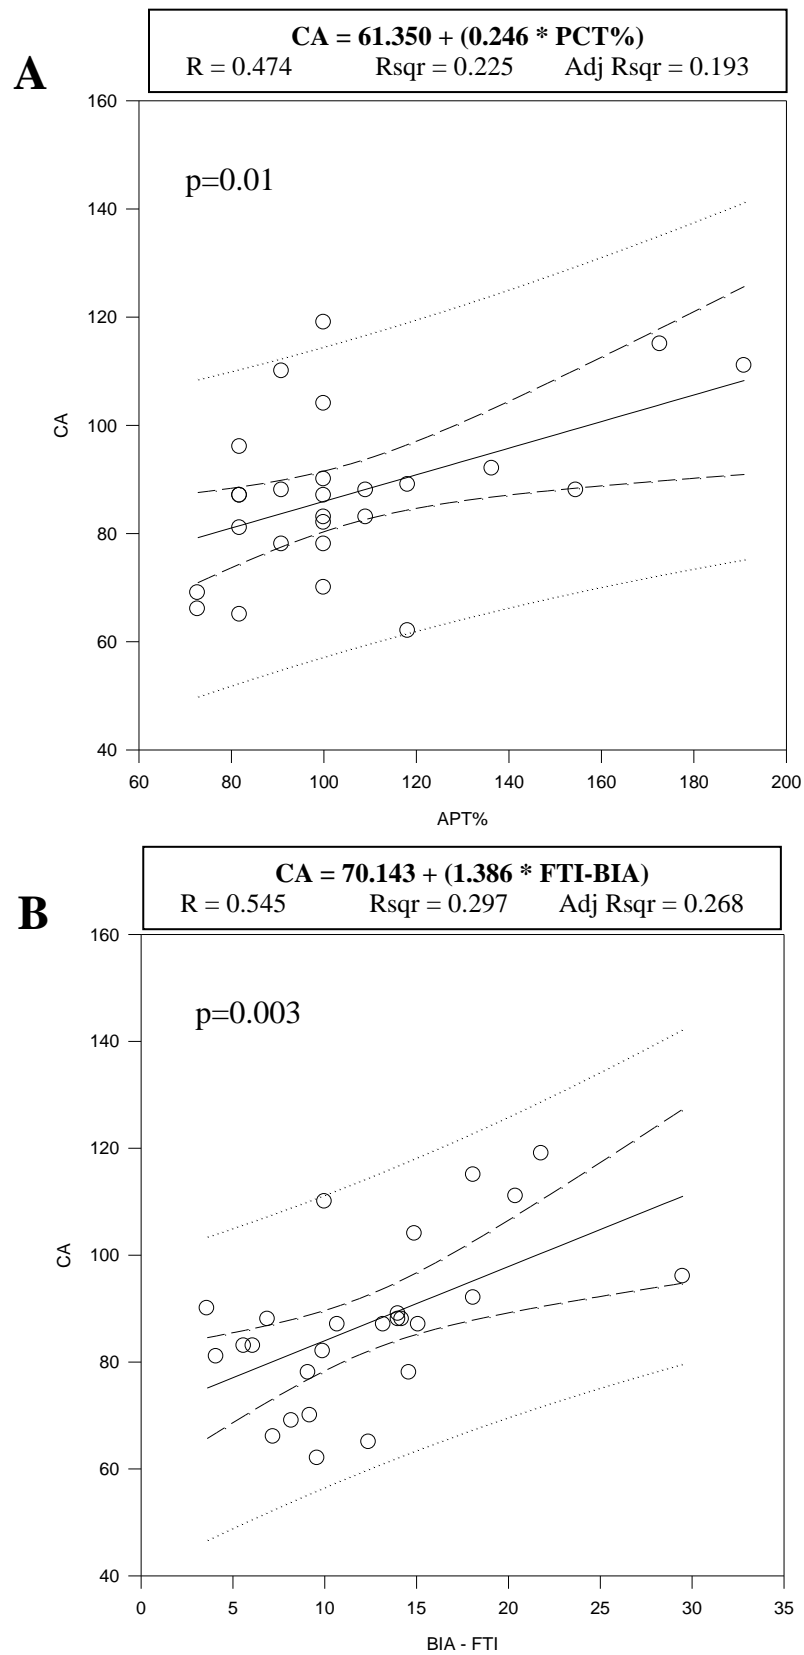 CA = 61.350 + (0.246 * PCT%)
R = 0.474 Rsqr = 0.225 Adj Rsqr = 0.193
A
160
p=0.01
140
120
100
CA
80
60
40
60 80 100 120 140 160 180 200
APT%
CA = 70.143 + (1.386 * FTI-BIA)
R = 0.545 Rsqr = 0.297 Adj Rsqr = 0.268
B
160
p=0.003
140
120
100
CA
80
60
40
0 5 10 15 20 25 30 35
BIA - FTI